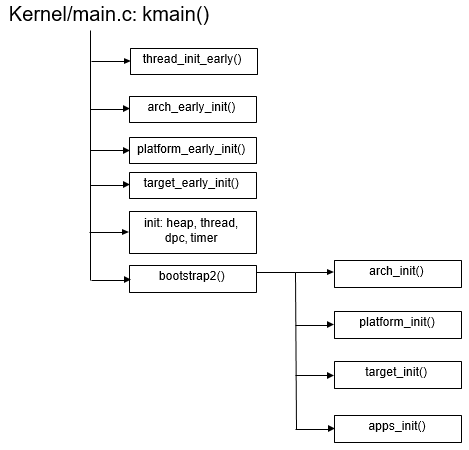 Kernel/main.c: kmain()
thread_init_early()
arch_early_init()
platform_early_init()
target_early_init()
init: heap, thread,
dpc, timer
bootstrap2()
arch_init()
platform_init()
target_init()
apps_init()